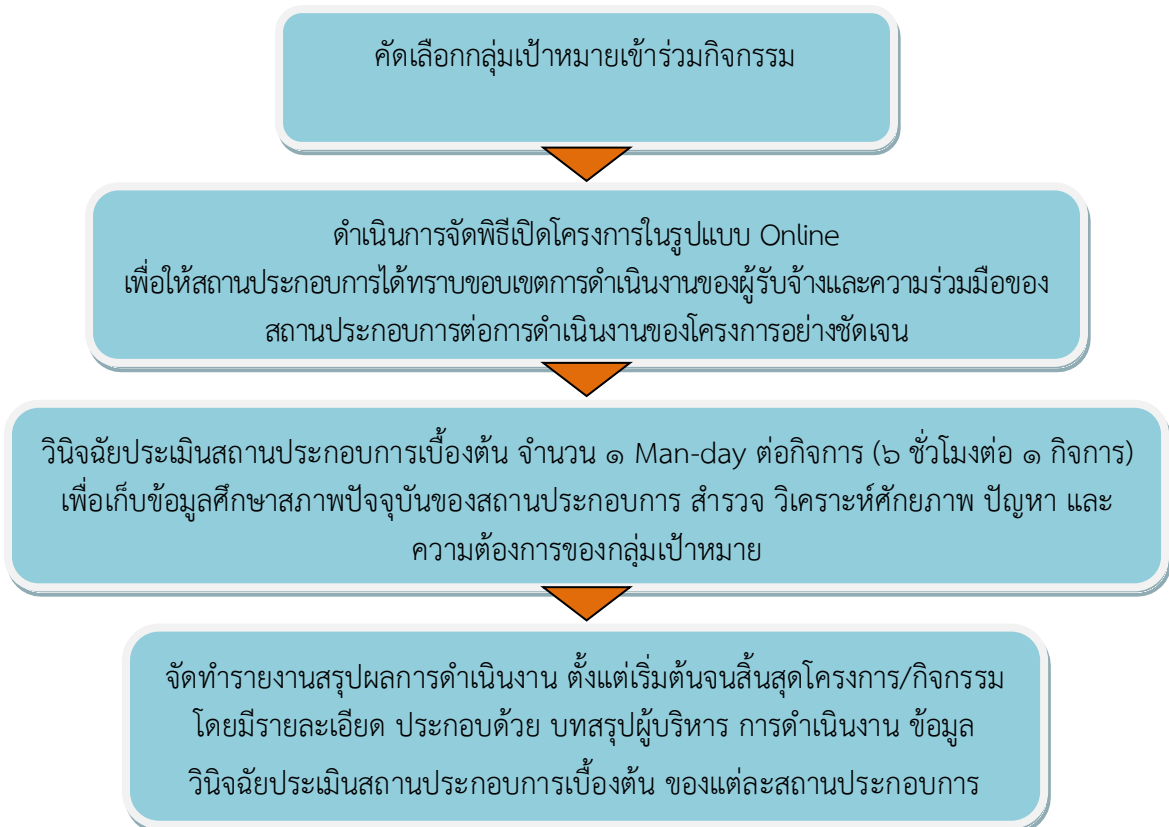 คัดเลือกกลุ่มเป้าหมายเข้าร่วมกิจกรรม
ดำเนินการจัดพิธีเปิดโครงการในรูปแบบ Online
เพื่อให้สถานประกอบการได้ทราบขอบเขตการดำเนินงานของผู้รับจ้างและความร่วมมือของ
สถานประกอบการต่อการดำเนินงานของโครงการอย่างชัดเจน
วินิจฉัยประเมินสถานประกอบการเบื้องต้น จำนวน ๑ Man-day ต่อกิจการ (๖ ชั่วโมงต่อ ๑ กิจการ)
เพื่อเก็บข้อมูลศึกษาสภาพปัจจุบันของสถานประกอบการ สำรวจ วิเคราะห์ศักยภาพ ปัญหา และ
ความต้องการของกลุ่มเป้าหมาย
จัดทำรายงานสรุปผลการดำเนินงาน ตั้งแต่เริ่มต้นจนสิ้นสุดโครงการ/กิจกรรม
โดยมีรายละเอียด ประกอบด้วย บทสรุปผู้บริหาร การดำเนินงาน ข้อมูล
วินิจฉัยประเมินสถานประกอบการเบื้องต้น ของแต่ละสถานประกอบการ